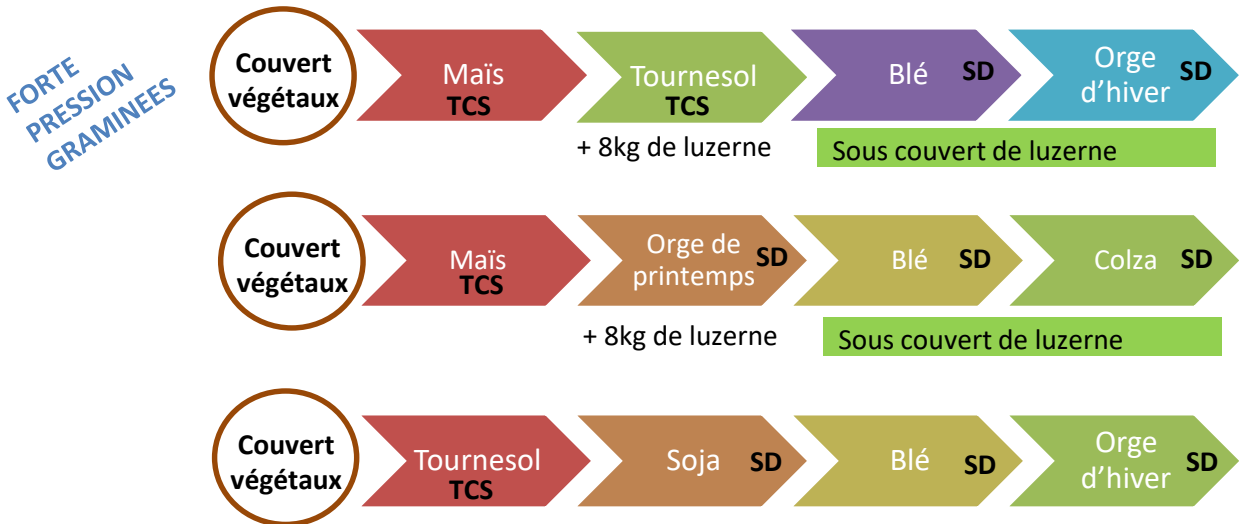 FORTE
PRESSION
GRAMINEES
Couvert
végétaux
Maïs
TCS
Tournesol
TCS
Blé SD
Orge
d'hiver SD
+ 8kg de luzerne
Sous couvert de luzerne
Couvert
végétaux
Maïs
TCS
Orge de
printemps SD
Blé SD
Colza SD
+ 8kg de luzerne
Sous couvert de luzerne
Couvert
végétaux
Tournesol
TCS
Soja SD
Blé SD
Orge
d'hiver SD